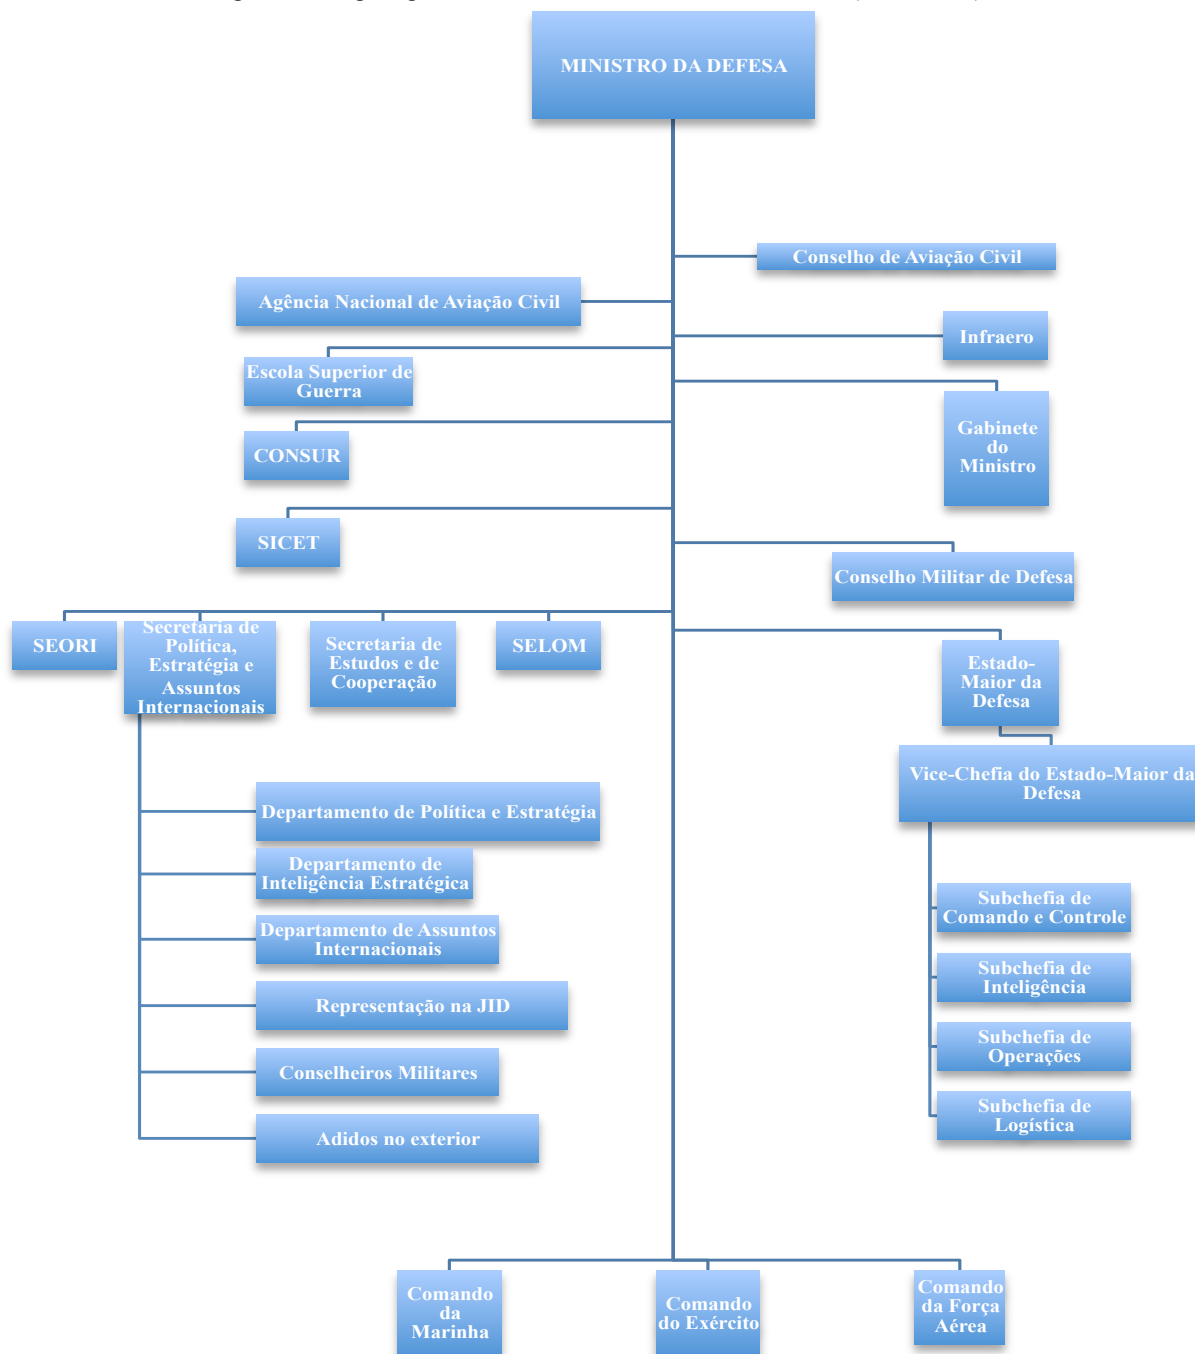 MINISTRO DA DEFESA
Conselho de Aviação Civil
Agência Nacional de Aviação Civil
Infraero
Escola Superior de
Guerra
Gabinete
do
Ministro
CONSUR
SICET
Conselho Militar de Defesa
SEORI
Secretaria de
Política,
Estratégia e
Assuntos
Internacionais
Secretaria de
Estudos e de
Cooperação
SELOM
Estado-
Maior da
Defesa
Vice-Chefia do Estado-Maior da
Defesa
Departamento de Política e Estratégia
Departamento de
Inteligência Estratégica
Departamento de Assuntos
Internacionais
Representação na JID
Conselheiros Militares
Adidos no exterior
Subchefia de
Comando e Controle
Subchefia de
Inteligência
Subchefia de
Operações
Subchefia de
Logística
Comando
da
Marinha
Comando
do Exército
Comando
da Força
Aérea